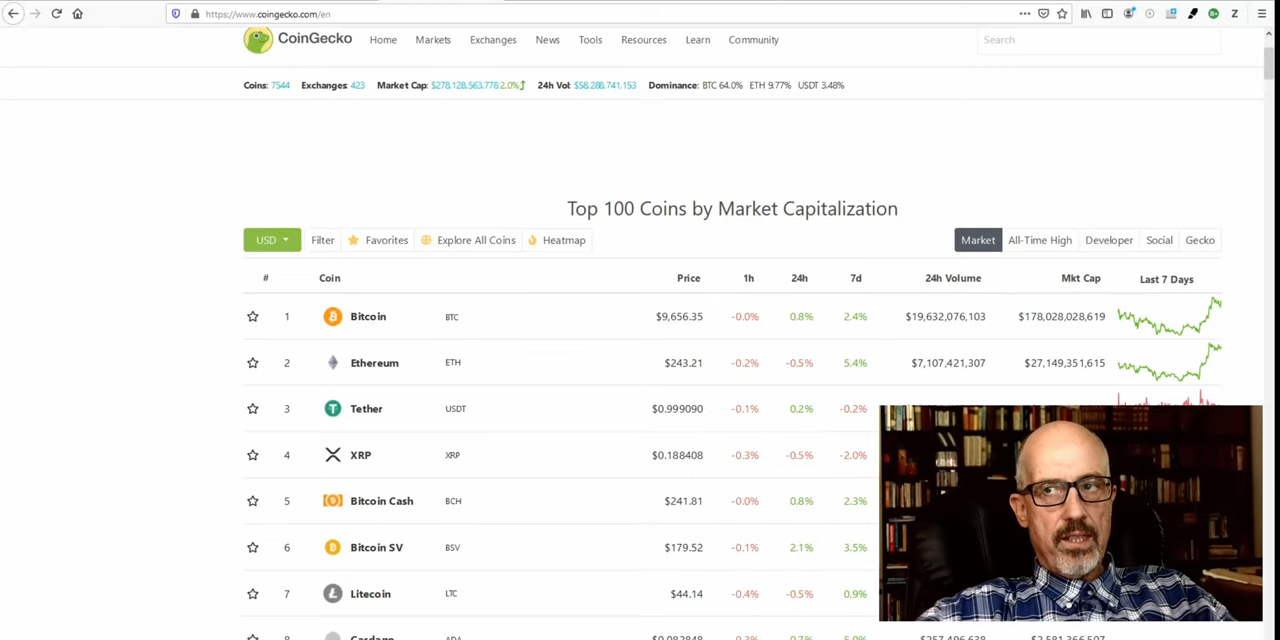 https://www.coingecko.com/en
CoinGecko Home Markets Exchanges News Tools Resources Learn Community Search
Coins: 7544 Exchanges: 423 Market Cap: $278,128,563,778 2.0% 24h Vol: $58,288,741,153 Dominance: BTC 64.0% ETH 9.77% USDT 3.48%
Top 100 Coins by Market Capitalization
USD Filter Favorites Explore All Coins Heatmap Market All-Time High Developer Social Gecko
# Coin Price 1h 24h 7d 24h Volume Mkt Cap Last 7 Days
1 Bitcoin BTC $9,656.35 -0.0% 0.8% 2.4% $19,632,076,103 $178,028,028,619
2 Ethereum ETH $243.21 -0.2% -0.5% 5.4% $7,107,421,307 $27,149,351,615
3 Tether USDT $0.999090 -0.1% 0.2% -0.2%
4 XRP XRP $0.188408 -0.3% -0.5% -2.0%
5 Bitcoin Cash BCH $241.81 -0.0% 0.8% 2.3%
6 Bitcoin SV BSV $179.52 -0.1% 2.1% 3.5%
7 Litecoin LTC $44.14 -0.4% -0.5% 0.9%
Cardano